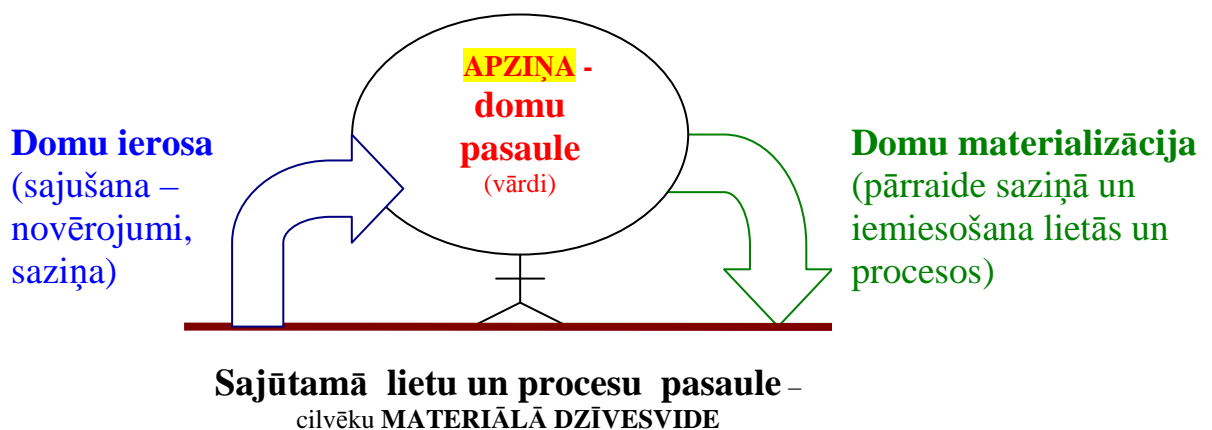 APZIŅA -
domu
pasaule
(vārdi)
Domu ierosa
(sajušana –
novērojumi,
saziņa)
Domu materializācija
(pārraide saziņā un
iemiesošana lietās un
procesos)
Sajūtamā lietu un procesu pasaule –
cilvēku MATERIĀLĀ DZĪVESVIDE